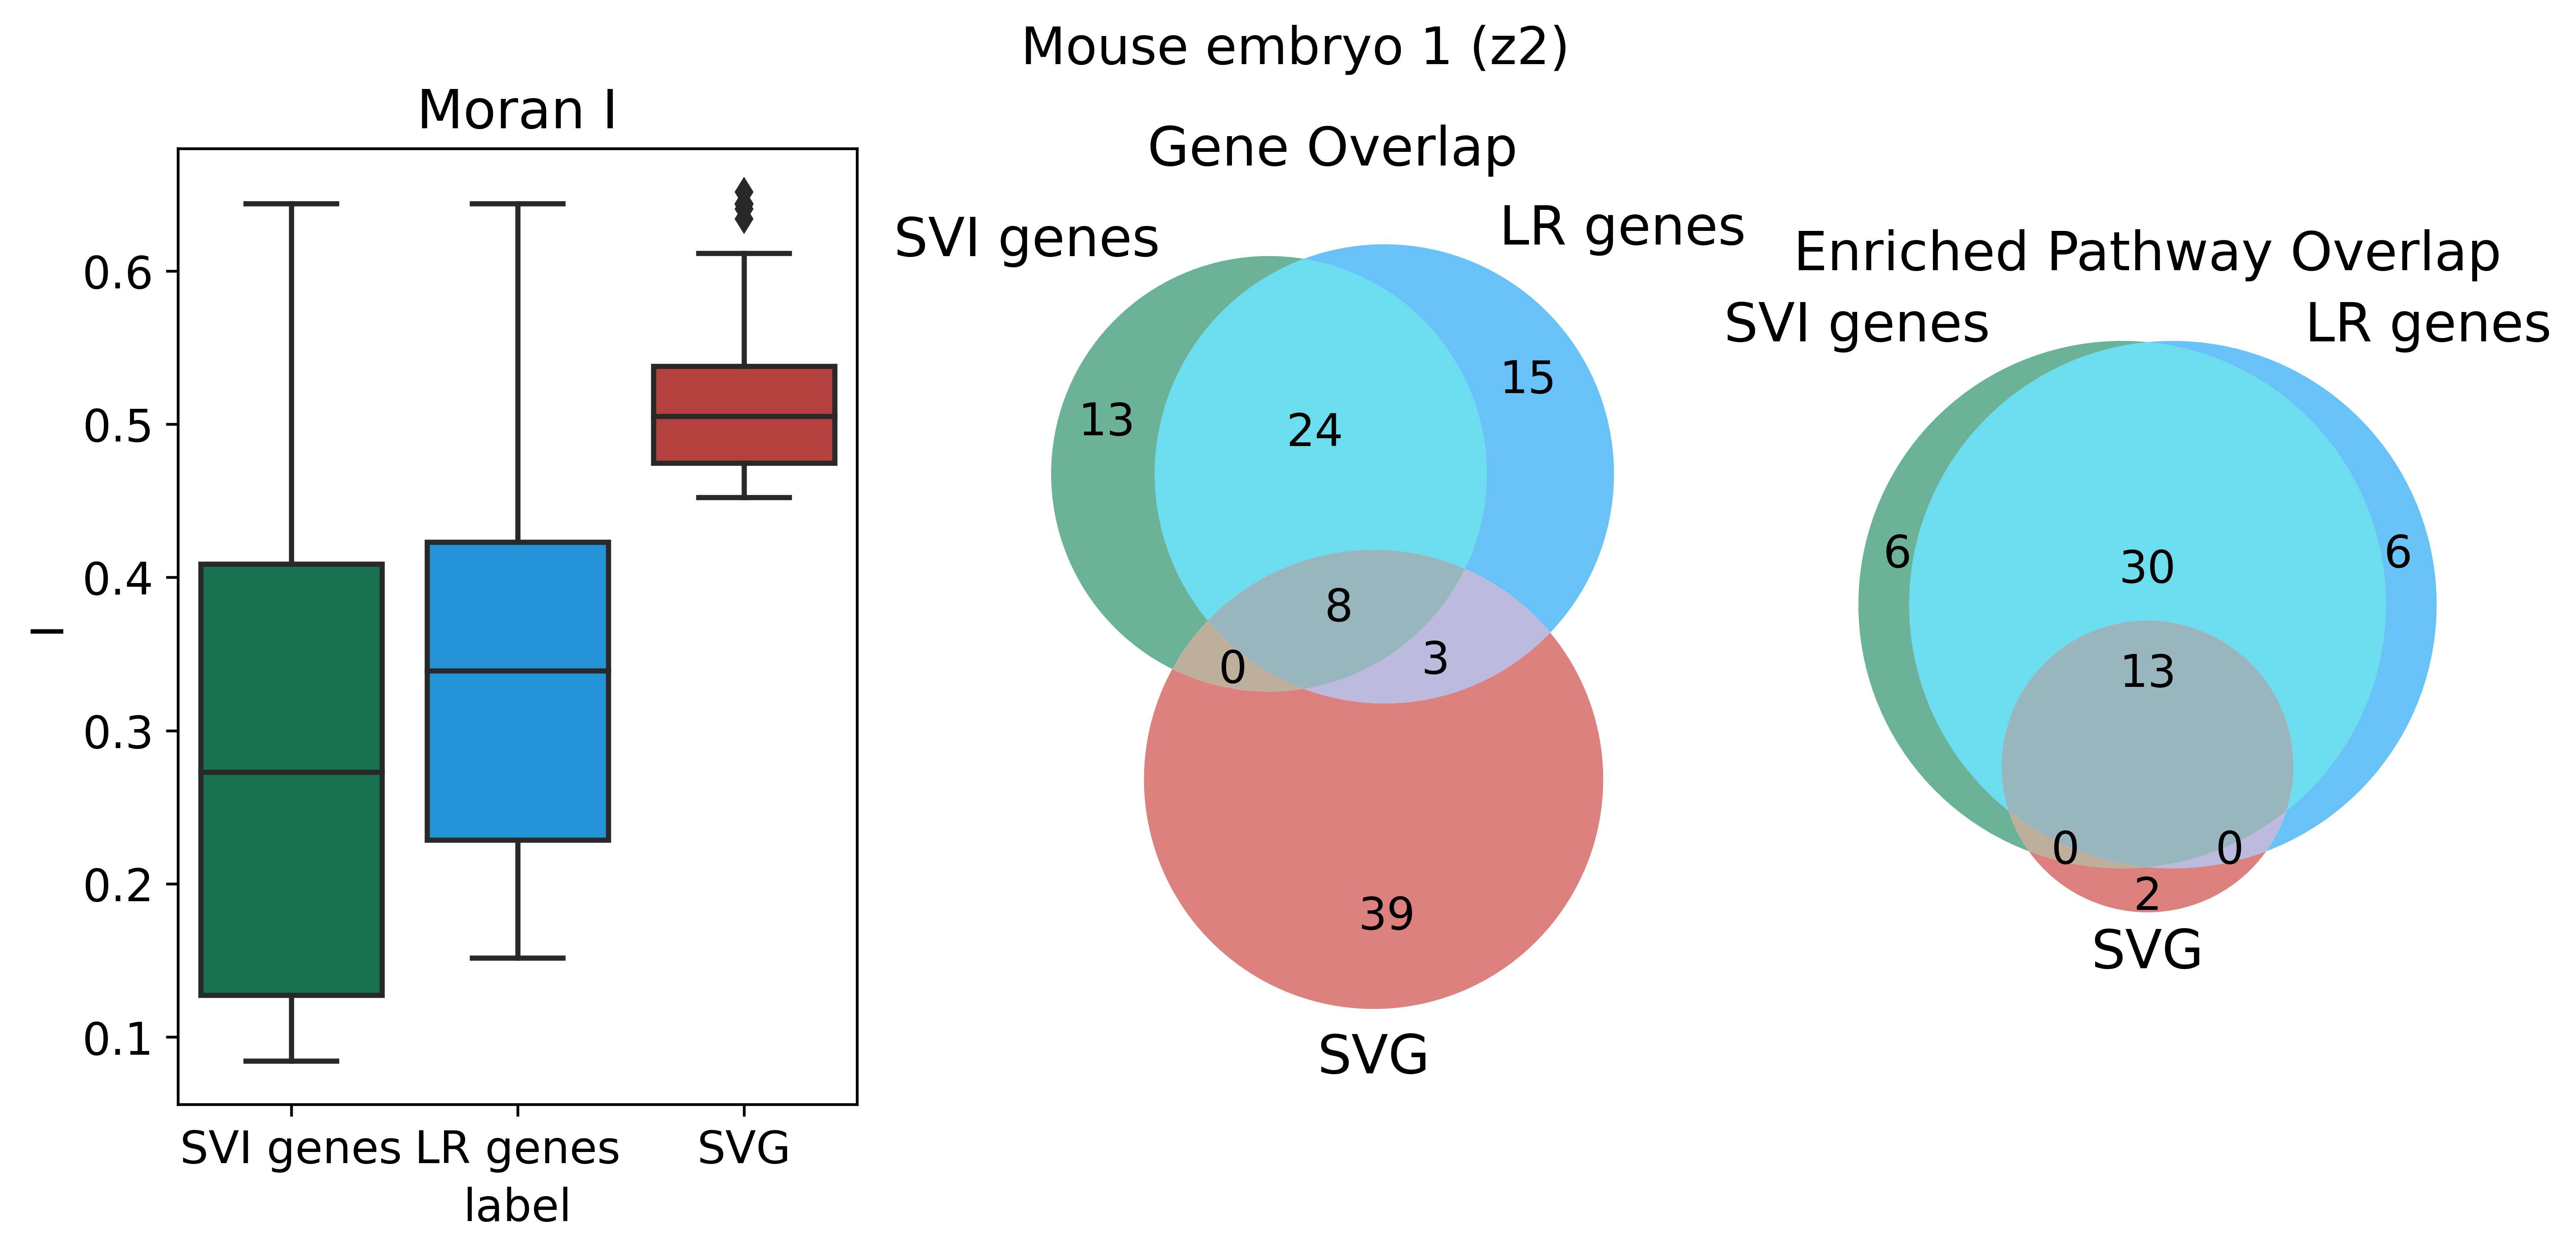 Mouse embryo 1 (z2)
Moran I
I
0.6
0.5
0.4
0.3
0.2
0.1
SVI genes
LR genes
SVG
label
Gene Overlap
SVI genes
LR genes
13
24
15
8
0
3
39
SVG
Enriched Pathway Overlap
SVI genes
LR genes
6
30
6
13
0
0
2
SVG